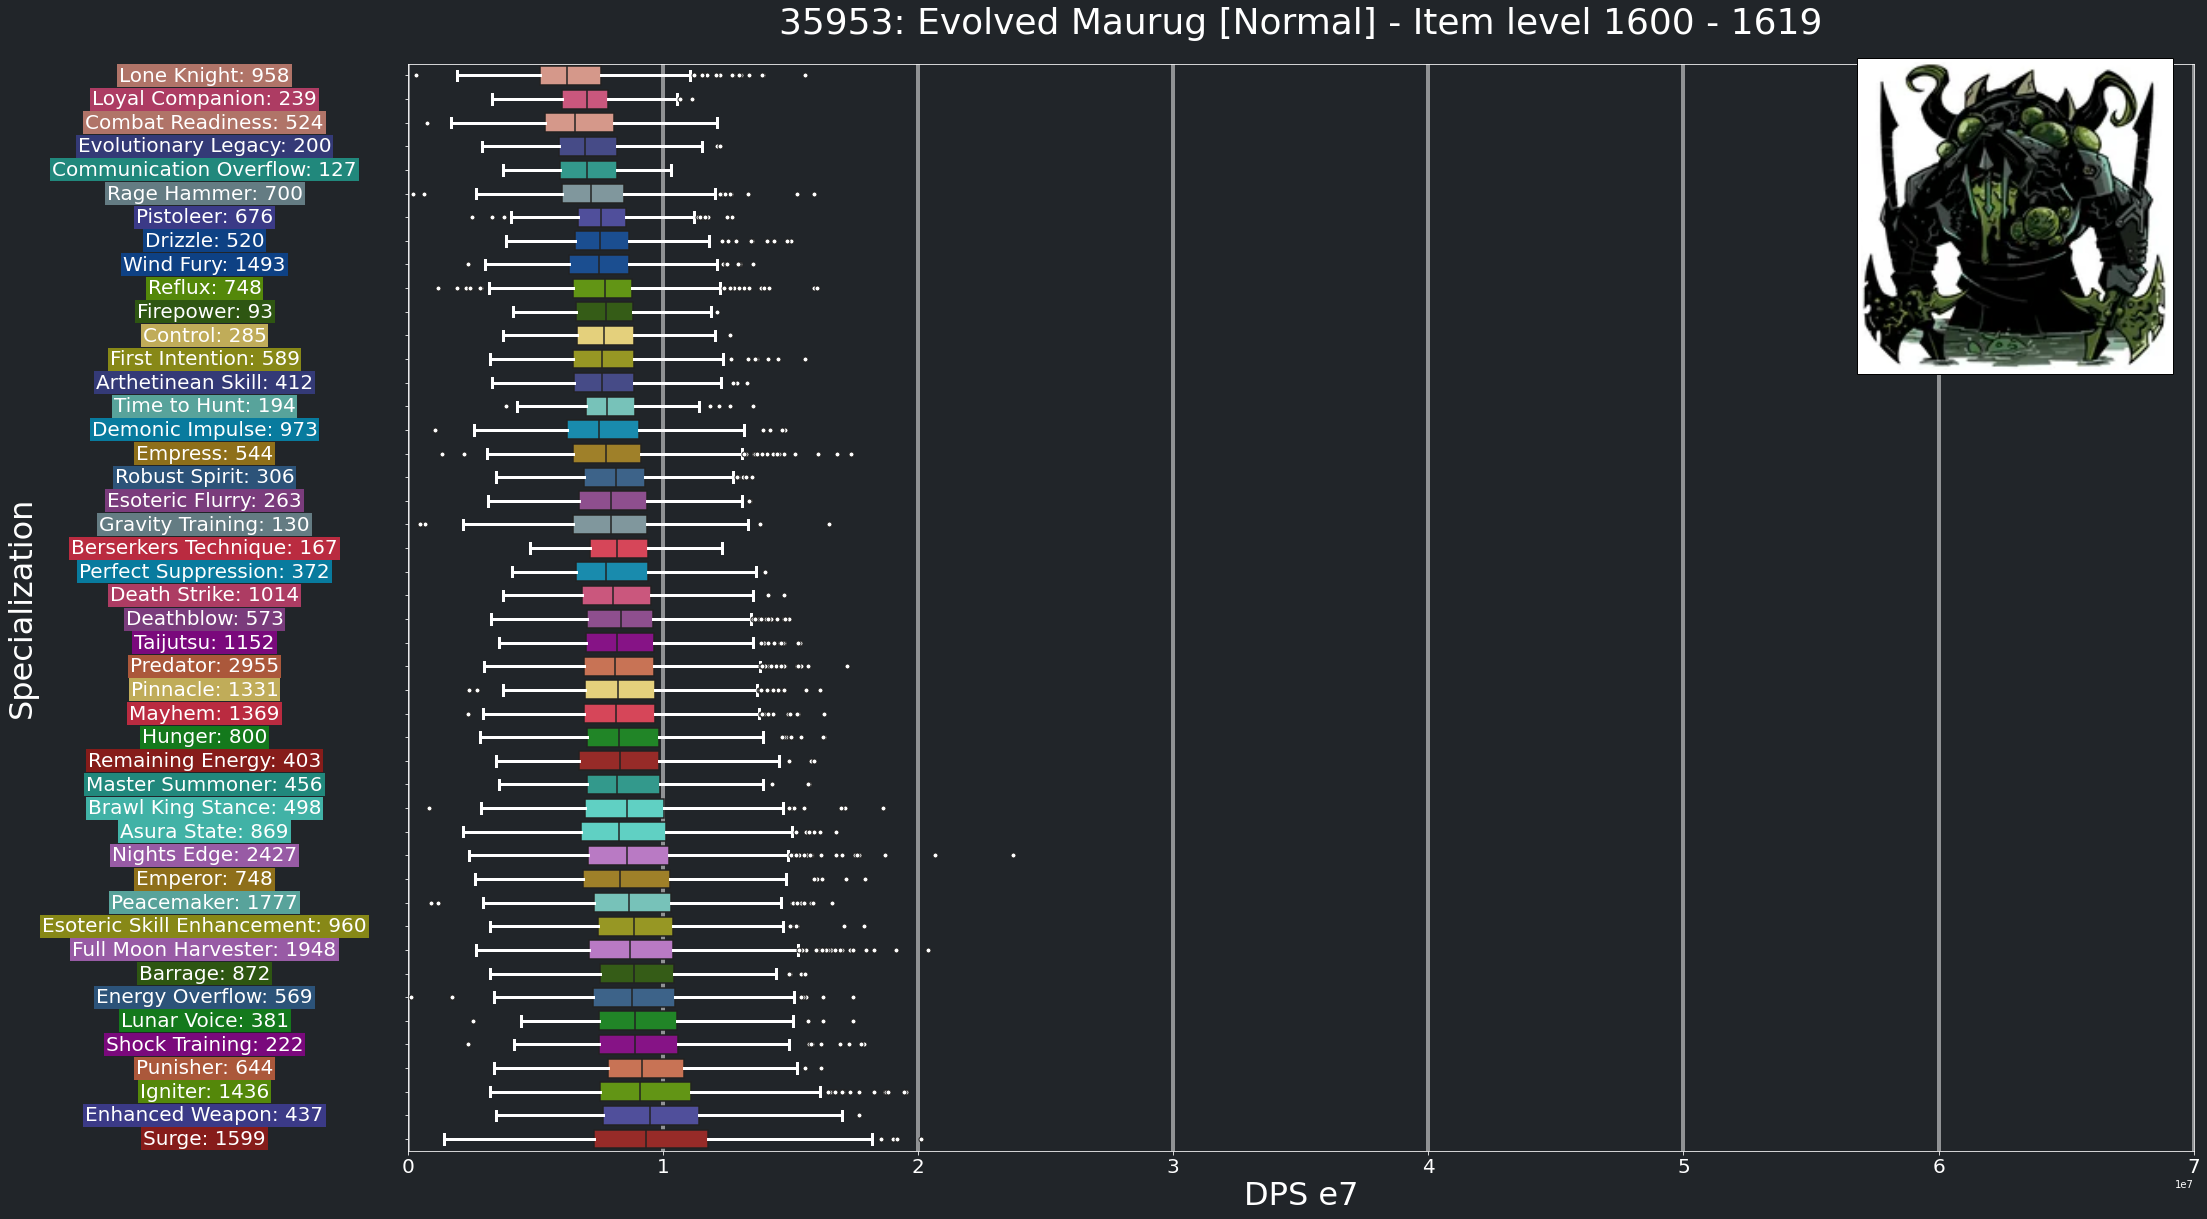 35953: Evolved Maurug [Normal] - Item level 1600 - 1619
Lone Knight: 958
Loyal Companion: 239
Combat Readiness: 524
Evolutionary Legacy: 200
Communication Overflow: 127
Rage Hammer: 700
Pistoleer: 676
Drizzle: 520
Wind Fury: 1493
Reflux: 748
Firepower: 93
Control: 285
First Intention: 589
Arthetinean Skill: 412
Time to Hunt: 194
Demonic Impulse: 973
Empress: 544
Robust Spirit: 306
Esoteric Flurry: 263
Gravity Training: 130
Berserkers Technique: 167
Perfect Suppression: 372
Death Strike: 1014
Deathblow: 573
Taijutsu: 1152
Predator: 2955
Pinnacle: 1331
Mayhem: 1369
Hunger: 800
Remaining Energy: 403
Master Summoner: 456
Brawl King Stance: 498
Asura State: 869
Nights Edge: 2427
Emperor: 748
Peacemaker: 1777
Esoteric Skill Enhancement: 960
Full Moon Harvester: 1948
Barrage: 872
Energy Overflow: 569
Lunar Voice: 381
Shock Training: 222
Punisher: 644
Igniter: 1436
Enhanced Weapon: 437
Surge: 1599
Specialization
0 1 2 3 4 5 6 7
DPS e7
1e7